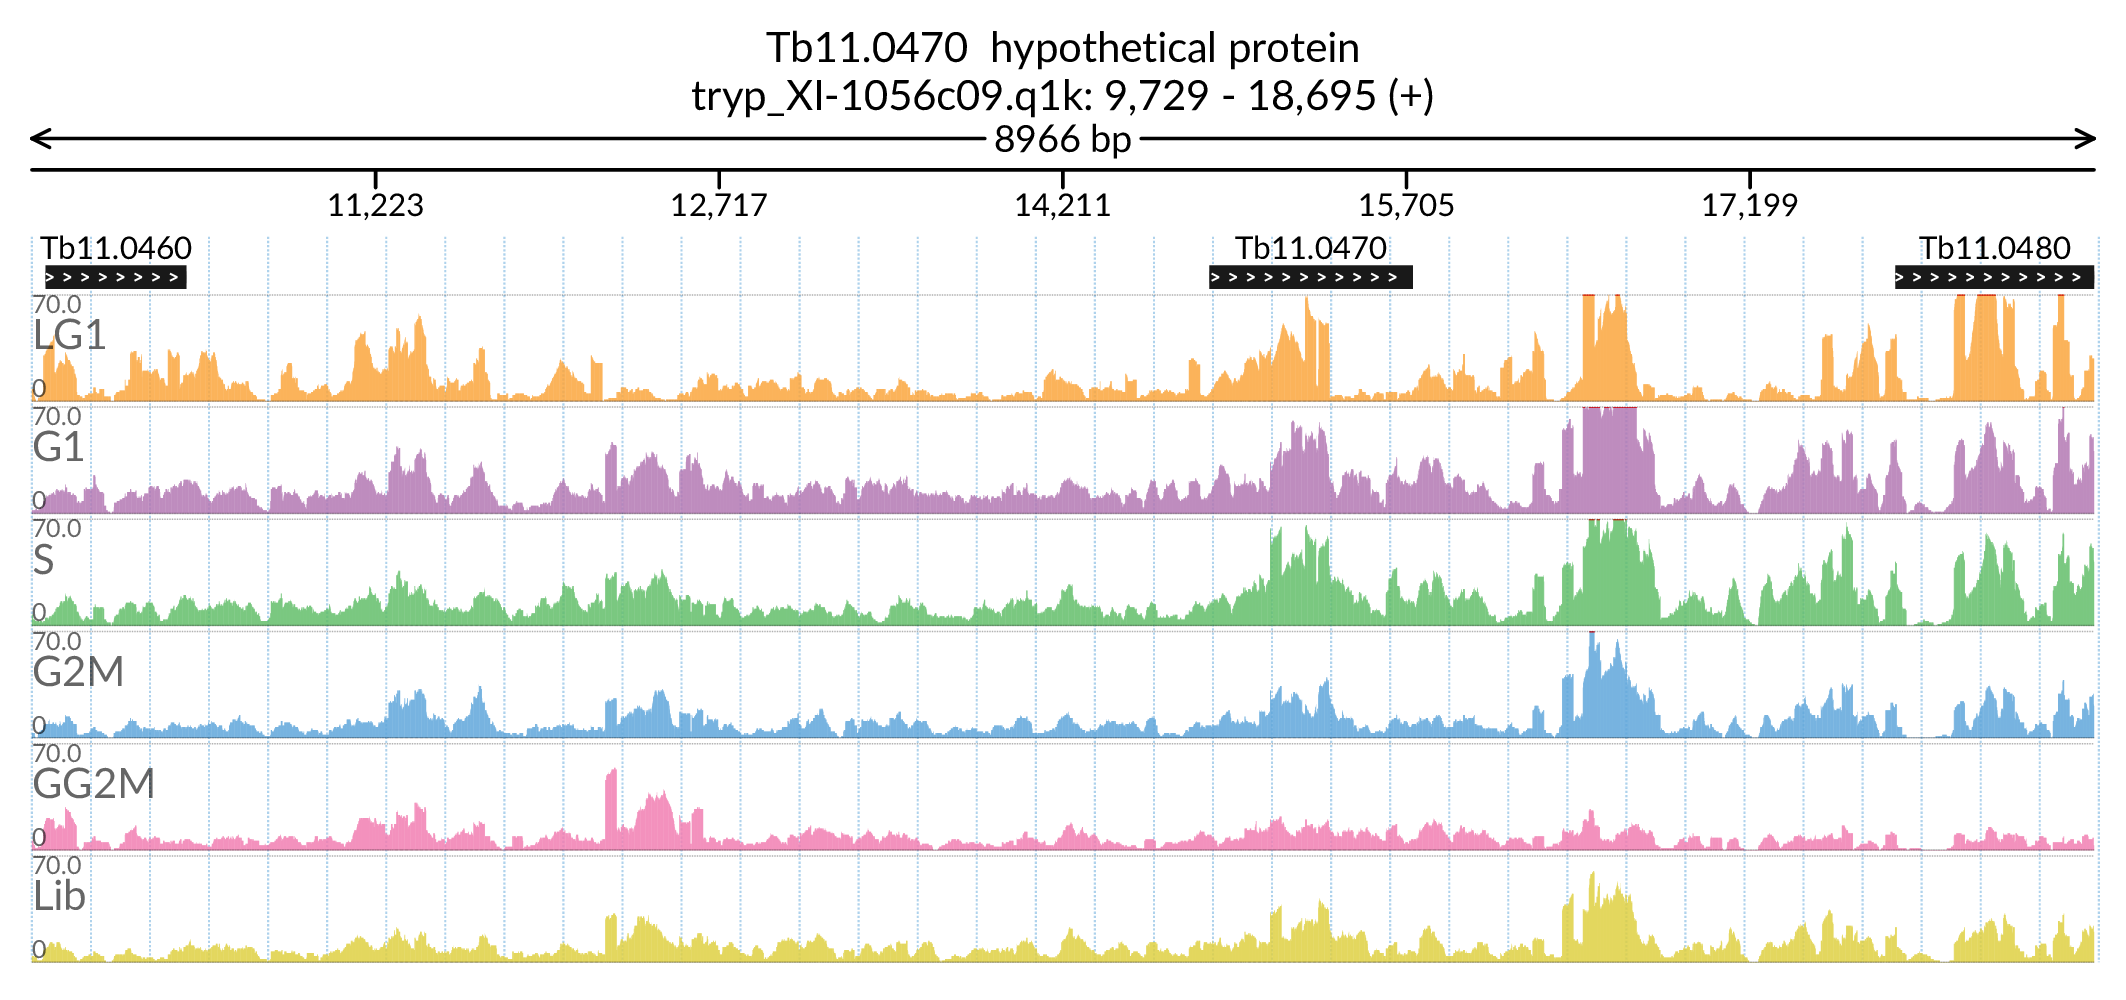 Tb11.0470  hypothetical protein
tryp_XI-1056c09.q1k: 9,729 - 18,695 (+)
8966 bp
11,223 12,717 14,211 15,705 17,199
Tb11.0460 Tb11.0470 Tb11.0480
70.0
LG1
0
70.0
G1
0
70.0
S
0
70.0
G2M
0
70.0
GG2M
0
70.0
Lib
0